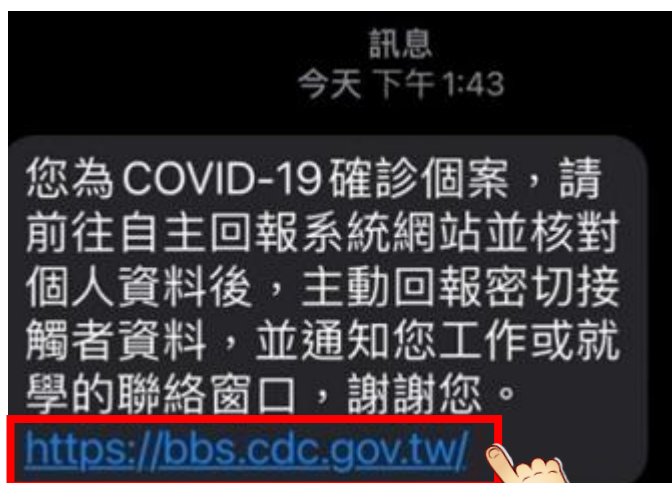 訊息
今天 下午1:43
您為COVID-19確診個案，請
前往自主回報系統網站並核對
個人資料後，主動回報密切接
觸者資料，並通知您工作或就
學的聯絡窗口，謝謝您。
https://bbs.cdc.gov.tw/